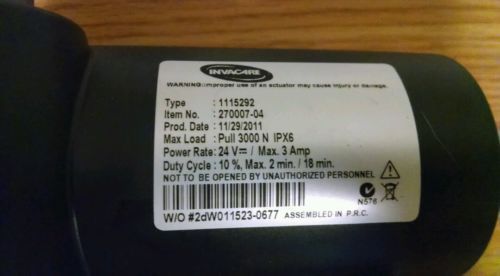 INVACARE
WARNING:Improper use of an actuator may cause injury or damage.
Type : 1115292
Item No. : 270007-04
Prod. Date : 11/29/2011
Max Load : Pull 3000 N IPX6
Power Rate: 24 V⎓ / Max. 3 Amp
Duty Cycle : 10 %, Max. 2 min. / 18 min.
NOT TO BE OPENED BY UNAUTHORIZED PERSONNEL
N576
W/O #2dW011523-0677 ASSEMBLED IN P.R.C.